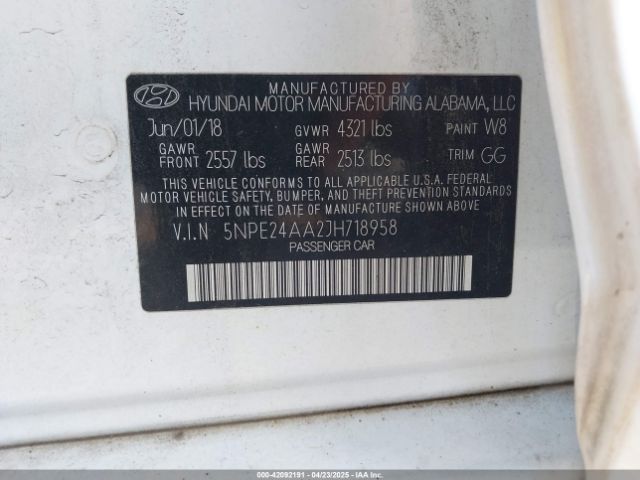 MANUFACTURED BY
HYUNDAI MOTOR MANUFACTURING ALABAMA, LLC
Jun/01/18 GVWR 4321 lbs PAINT W8
GAWR FRONT 2557 lbs GAWR REAR 2513 lbs TRIM GG
THIS VEHICLE CONFORMS TO ALL APPLICABLE U.S.A. FEDERAL
MOTOR VEHICLE SAFETY, BUMPER, AND THEFT PREVENTION STANDARDS
IN EFFECT ON THE DATE OF MANUFACTURE SHOWN ABOVE.
V.I.N 5NPE24AA2JH718958
PASSENGER CAR
000-42092191 - 04/23/2025 - IAAI.COM